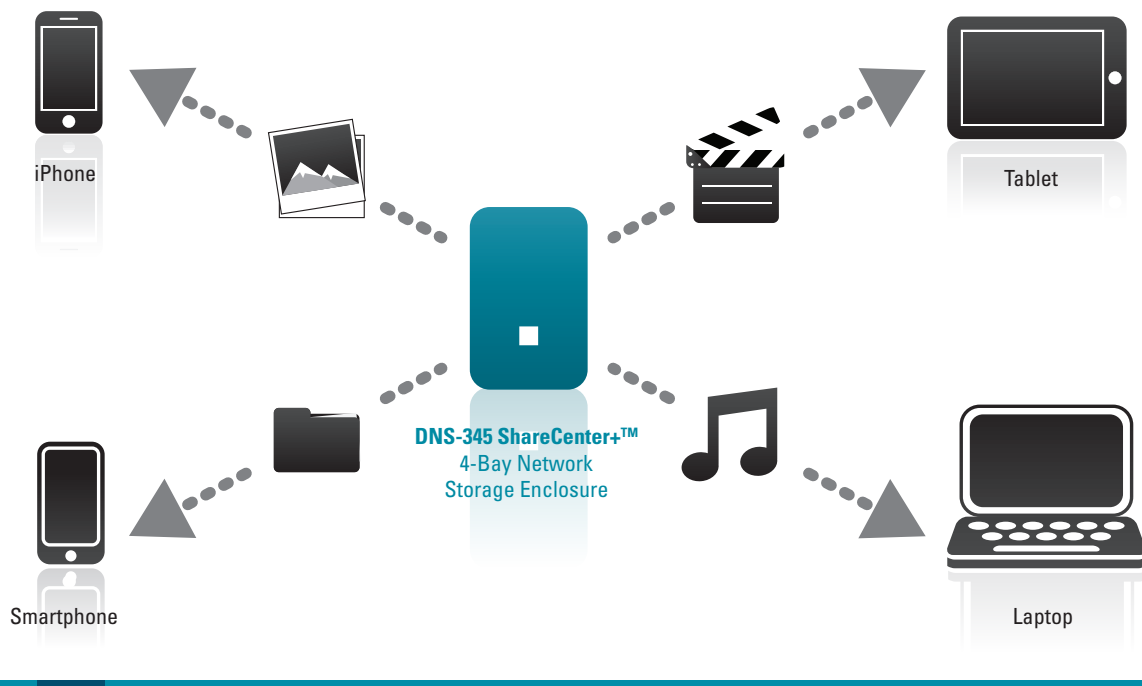 iPhone
Tablet
DNS-345 ShareCenter+™
4-Bay Network
Storage Enclosure
Smartphone
Laptop